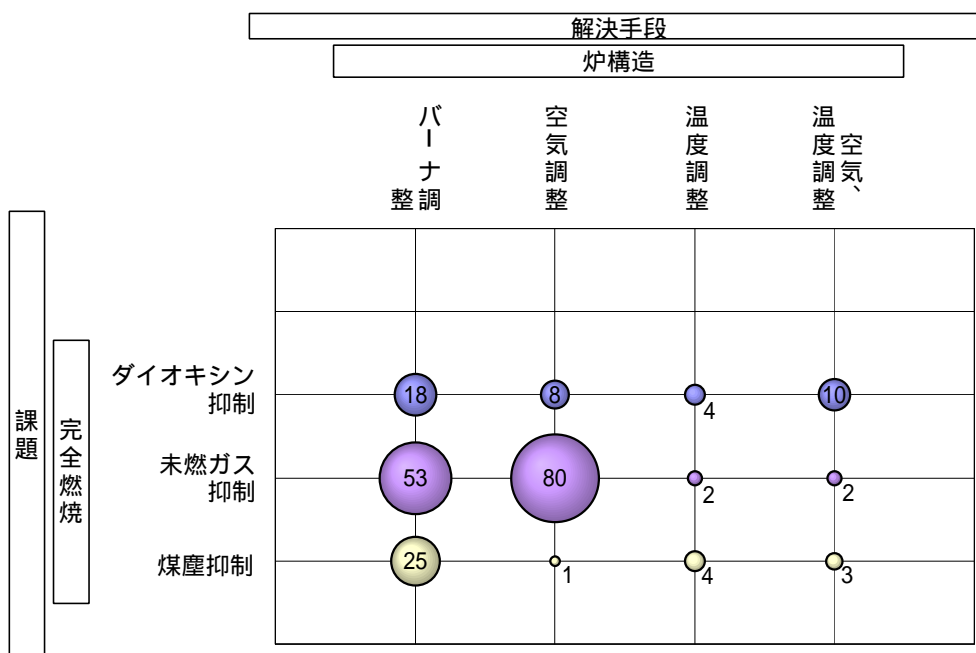 解決手段
炉構造
バーナ調
整
空気調整
温度調整
空気、
温度調整
課題
完全燃焼
ダイオキシン
抑制
18
8
4
10
未燃ガス
抑制
53
80
2
2
煤塵抑制
25
1
4
3